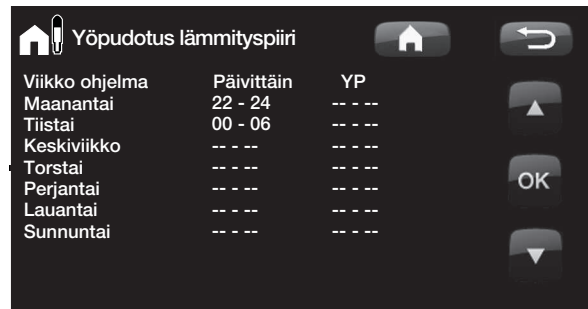 Yöpudotus lämmityspiiri
Viikko ohjelma Päivittäin YP
Maanantai 22 - 24 -- - --
Tiistai 00 - 06 -- - --
Keskiviikko -- - -- -- - --
Torstai -- - -- -- - --
OK
Perjantai -- - -- -- - --
Lauantai -- - -- -- - --
Sunnuntai -- - -- -- - --